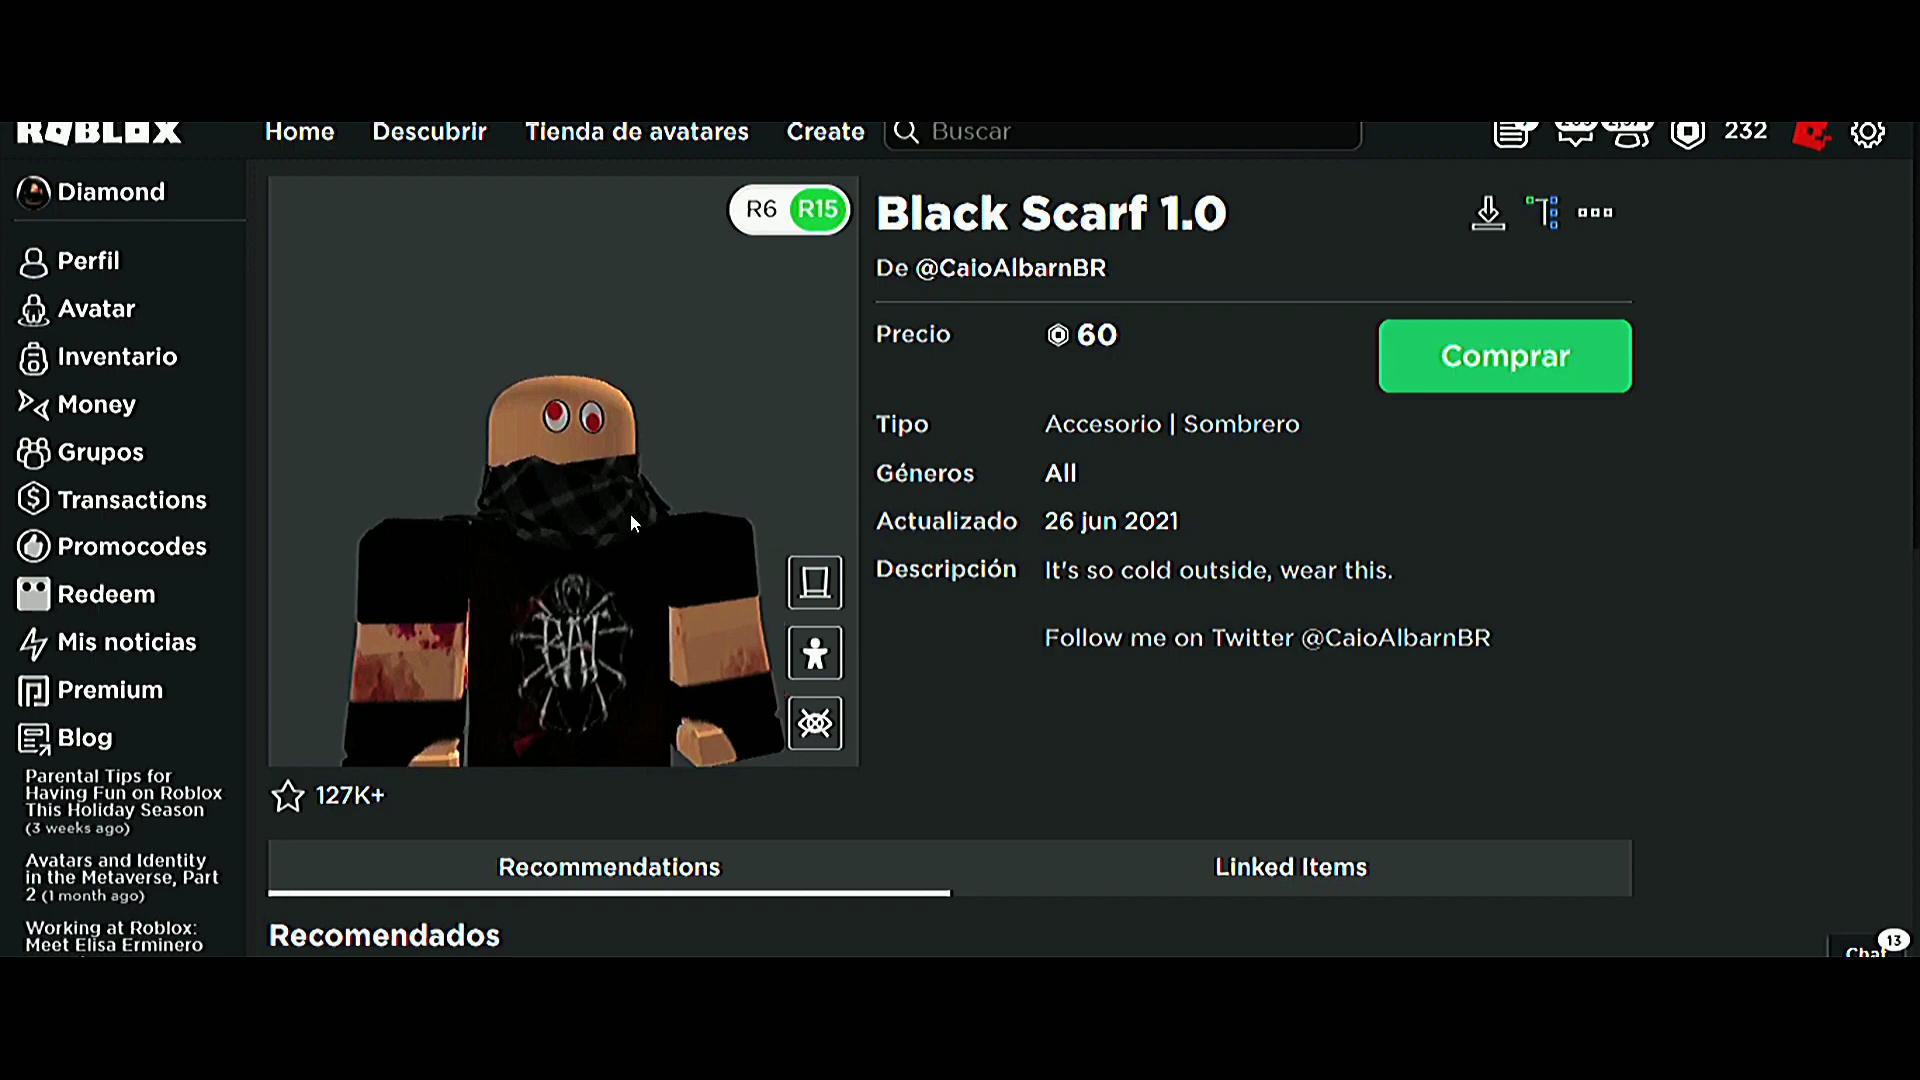 ROBLOX
Home
Descubrir
Tienda de avatares
Create
Buscar
232
Diamond
Perfil
Avatar
Inventario
Money
Grupos
Transactions
Promocodes
Redeem
Mis noticias
Premium
Blog
Parental Tips for
Having Fun on Roblox
This Holiday Season
(3 weeks ago)
Avatars and Identity
in the Metaverse, Part
2 (1 month ago)
Working at Roblox:
Meet Elisa Erminero
R6 R15
127K+
Black Scarf 1.0
De @CaioAlbarnBR
Precio 60
Comprar
Tipo Accesorio | Sombrero
Géneros All
Actualizado 26 jun 2021
Descripción It's so cold outside, wear this.
Follow me on Twitter @CaioAlbarnBR
Recommendations
Linked Items
Recomendados
Chat
13